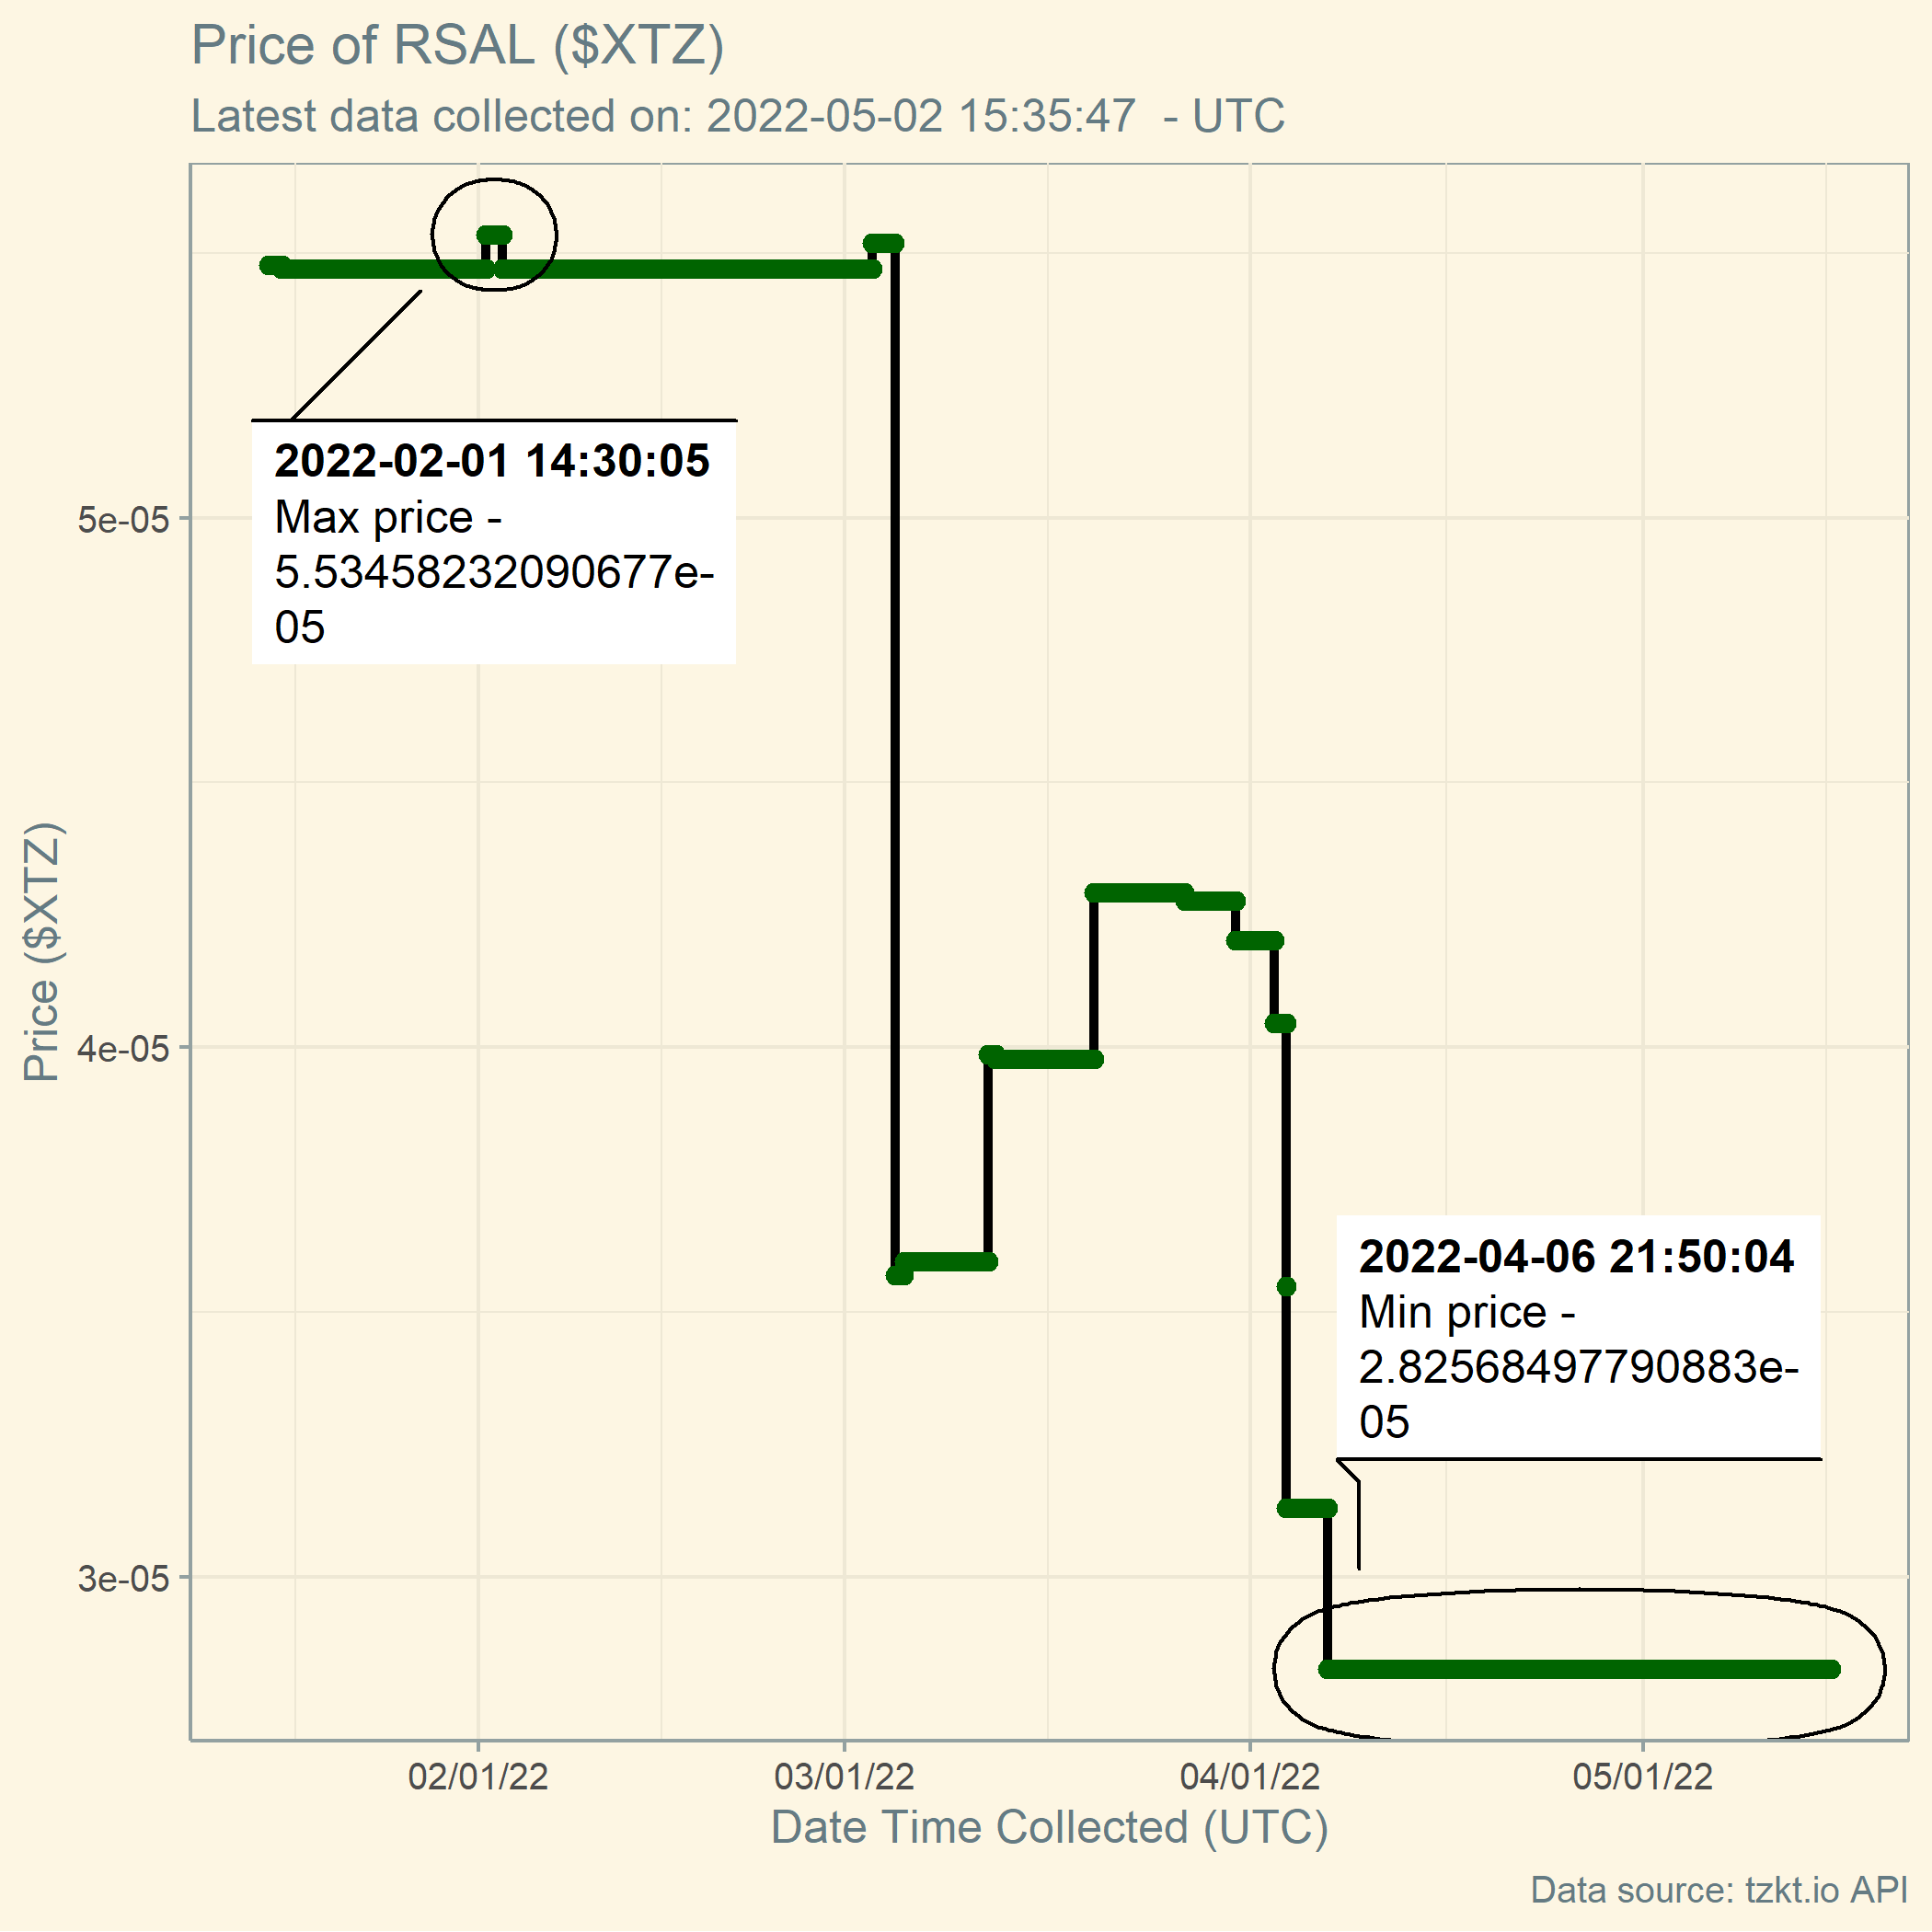 Price of RSAL ($XTZ)
Latest data collected on: 2022-05-02 15:35:47  - UTC
2022-02-01 14:30:05
Max price -
5.53458232090677e-
05
5e-05
Price ($XTZ)
4e-05
2022-04-06 21:50:04
Min price -
2.82568497790883e-
05
3e-05
02/01/22
03/01/22
04/01/22
05/01/22
Date Time Collected (UTC)
Data source: tzkt.io API